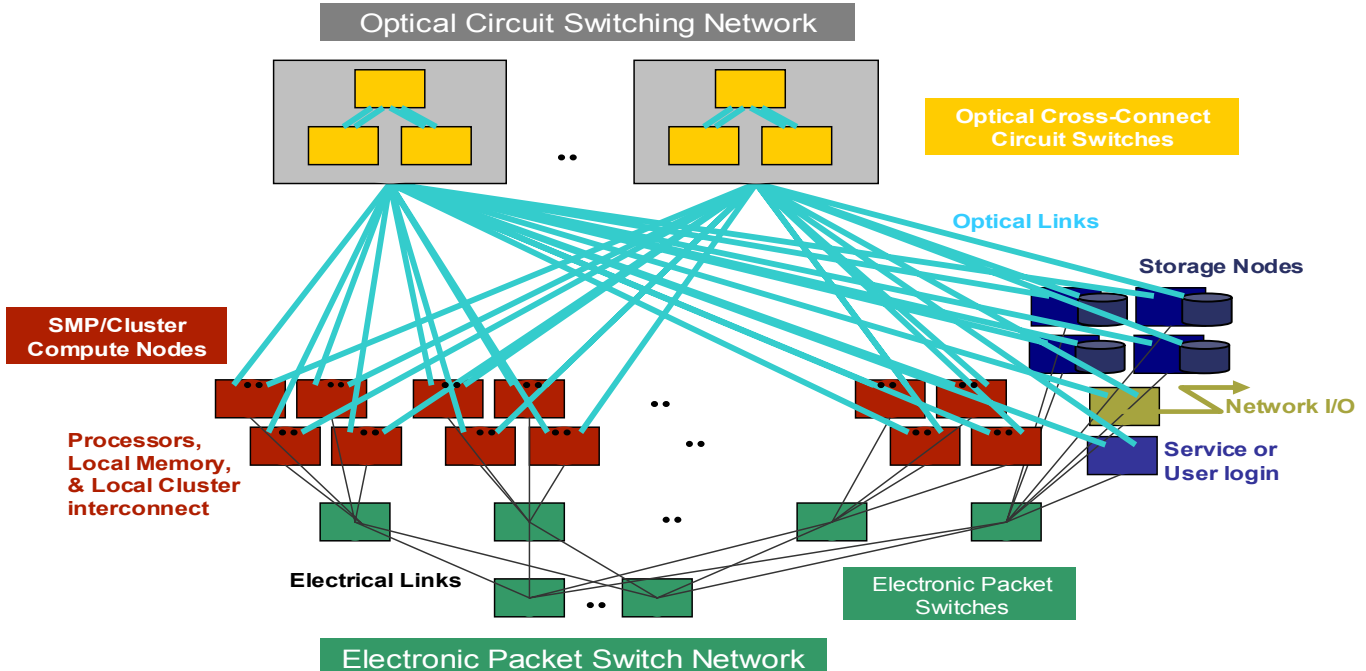 Optical Circuit Switching Network
Optical Cross-Connect
Circuit Switches
Optical Links
Storage Nodes
SMP/Cluster
Compute Nodes
Network I/O
Processors,
Local Memory,
& Local Cluster
interconnect
Service or
User login
Electrical Links
Electronic Packet
Switches
Electronic Packet Switch Network